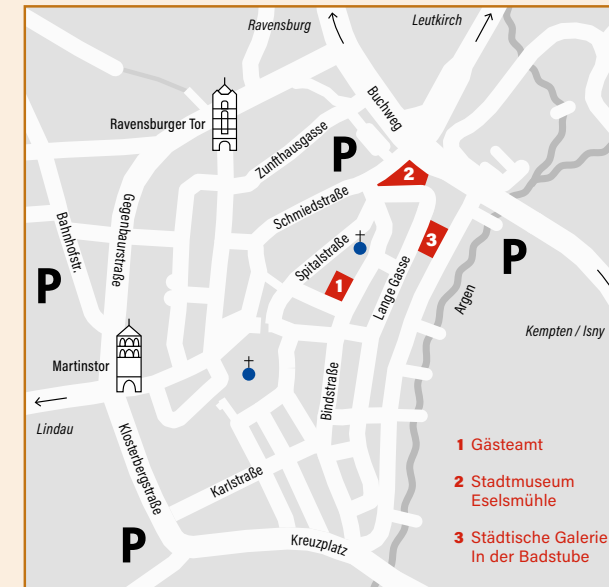 Ravensburg
Leutkirch
Buchweg
Ravensburger Tor
Zunfthausgasse
P
2
Schmiedstraße
Gegenbaurstraße
Bahnhofstr.
Spitalstraße
3
P
P
1
Lange Gasse
Argen
Kempten / Isny
Martinstor
Bindstraße
Lindau
Klosterbergstraße
Karlstraße
P
Kreuzplatz
1 Gästeamt
2 Stadtmuseum
Eselsmühle
3 Städtische Galerie
In der Badstube